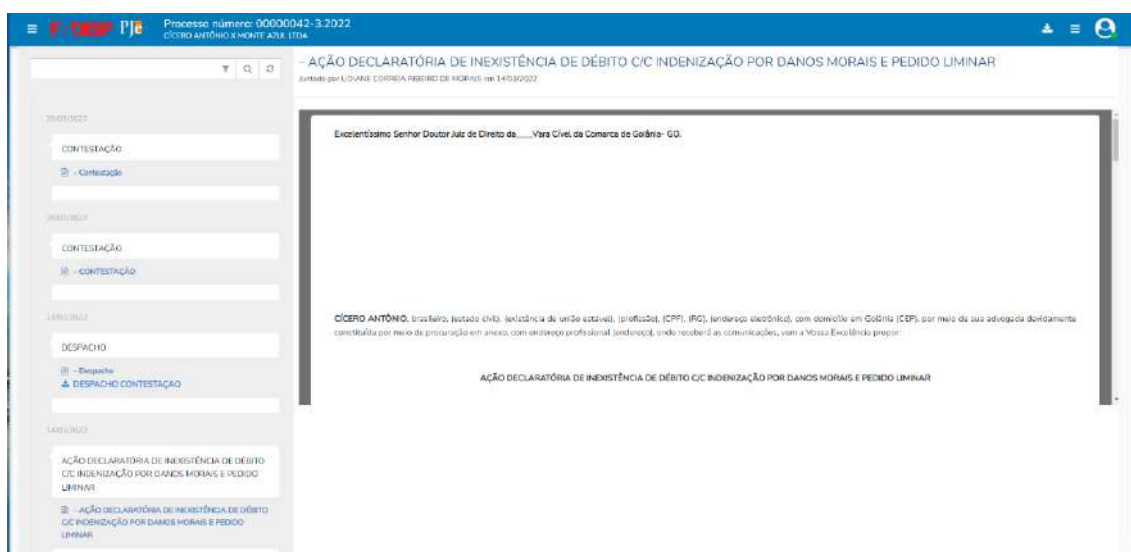 PJe
Processo número: 00000042-3.2022
CÍCERO ANTÔNIO X MONTE AZUL LTDA
- AÇÃO DECLARATÓRIA DE INEXISTÊNCIA DE DÉBITO C/C INDENIZAÇÃO POR DANOS MORAIS E PEDIDO LIMINAR
Juntado por CORREIA RIBEIRO DE MORAIS em 14/03/2022
CONTESTAÇÃO
- Contestação
CONTESTAÇÃO
- CONTESTAÇÃO
DESPACHO
- Despacho
DESPACHO CONTESTAÇÃO
AÇÃO DECLARATÓRIA DE INEXISTÊNCIA DE DÉBITO
C/C INDENIZAÇÃO POR DANOS MORAIS E PEDIDO
LIMINAR
- AÇÃO DECLARATÓRIA DE INEXISTÊNCIA DE DÉBITO
C/C INDENIZAÇÃO POR DANOS MORAIS E PEDIDO
LIMINAR
Excelentíssimo Senhor Doutor Juiz de Direito da____Vara Cível da Comarca de Goiânia- GO.
CÍCERO ANTÔNIO, brasileiro, (estado civil), (existência de união estável), (profissão), (CPF), (RG), (endereço eletrônico), com domicílio em Goiânia (CEP), por meio de sua advogada devidamente
constituída por meio de procuração em anexo, com endereço profissional (endereço), onde receberá as comunicações, vem a Vossa Excelência propor:
AÇÃO DECLARATÓRIA DE INEXISTÊNCIA DE DÉBITO C/C INDENIZAÇÃO POR DANOS MORAIS E PEDIDO LIMINAR